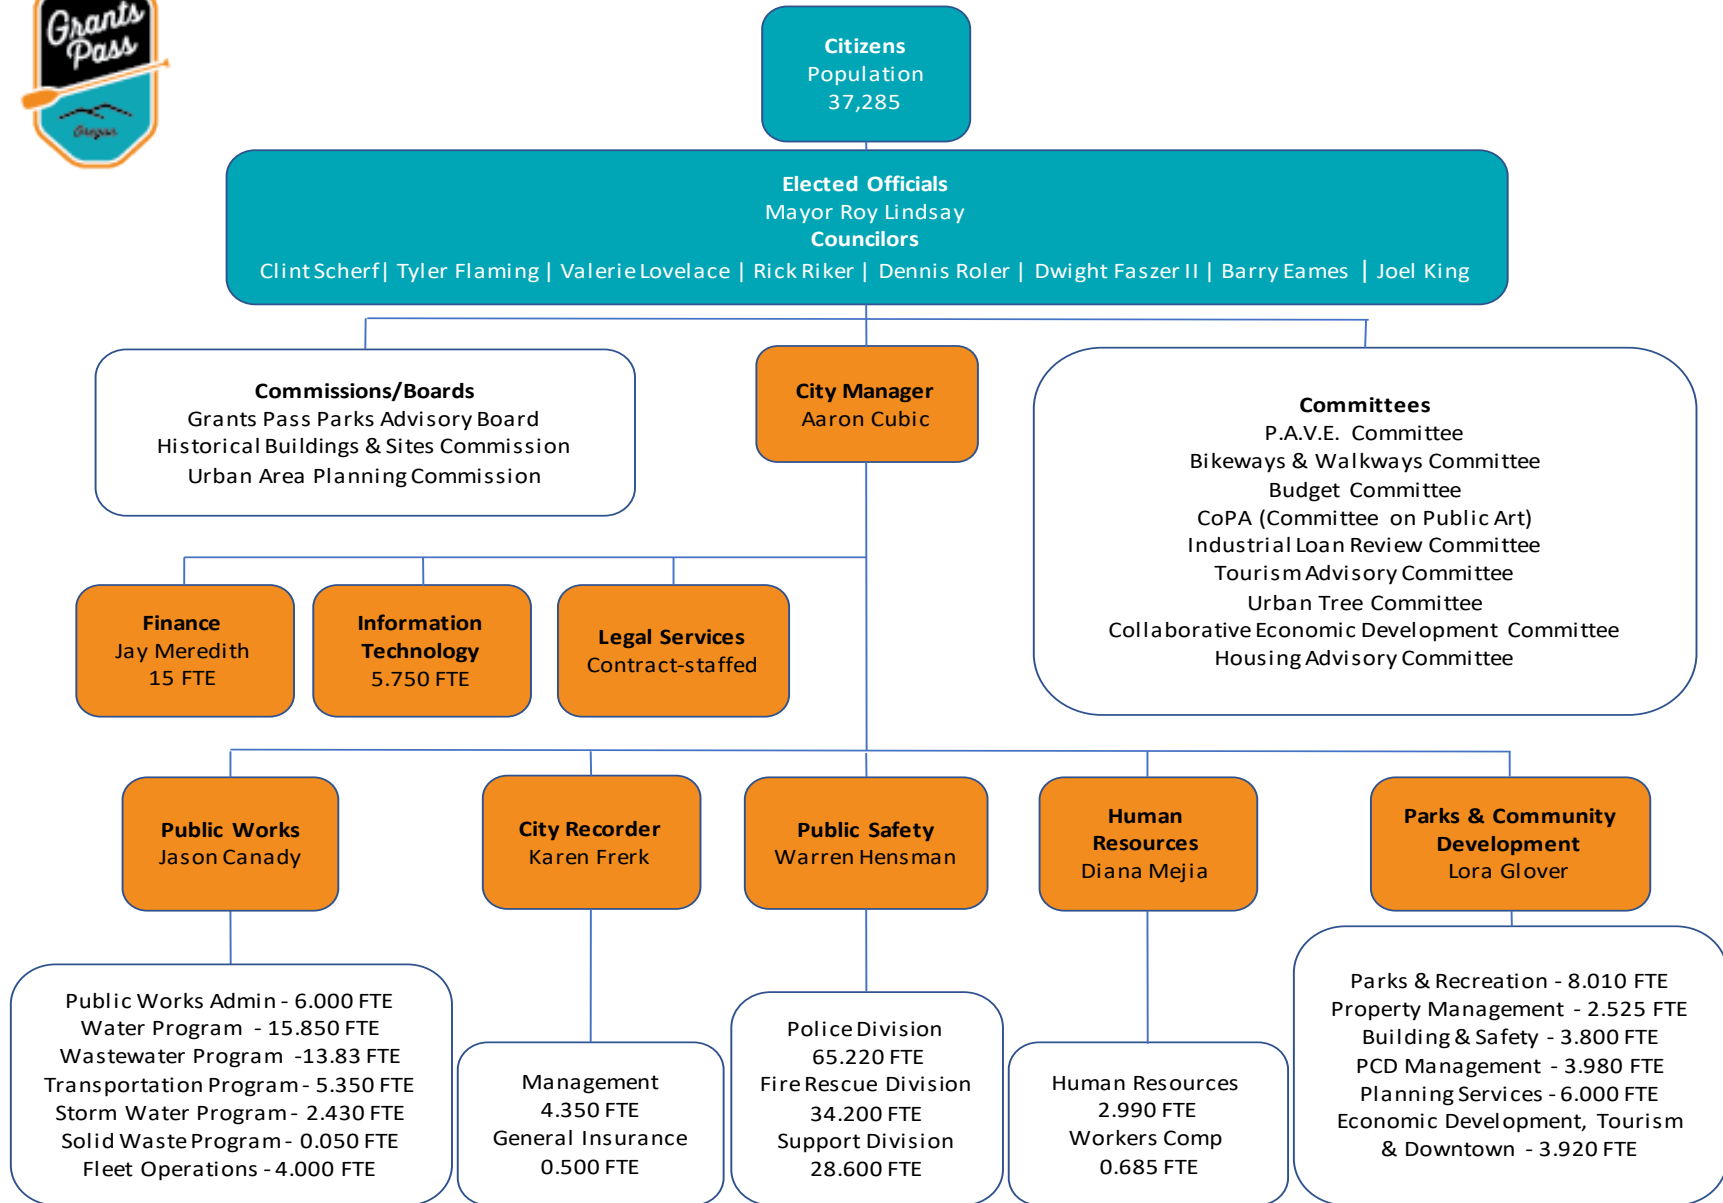 Grants
Pass
Oregon
Citizens
Population
37,285
Elected Officials
Mayor Roy Lindsay
Councilors
Clint Scherf| Tyler Flaming | Valerie Lovelace | Rick Riker | Dennis Roler | Dwight Faszer II | Barry Eames | Joel King
Commissions/Boards
Grants Pass Parks Advisory Board
Historical Buildings & Sites Commission
Urban Area Planning Commission
City Manager
Aaron Cubic
Committees
P.A.V.E. Committee
Bikeways & Walkways Committee
Budget Committee
CoPA (Committee on Public Art)
Industrial Loan Review Committee
Tourism Advisory Committee
Urban Tree Committee
Collaborative Economic Development Committee
Housing Advisory Committee
Finance
Jay Meredith
15 FTE
Information
Technology
5.750 FTE
Legal Services
Contract-staffed
Public Works
Jason Canady
City Recorder
Karen Frerk
Public Safety
Warren Hensman
Human
Resources
Diana Mejia
Parks & Community
Development
Lora Glover
Public Works Admin - 6.000 FTE
Water Program - 15.850 FTE
Wastewater Program -13.83 FTE
Transportation Program - 5.350 FTE
Storm Water Program - 2.430 FTE
Solid Waste Program - 0.050 FTE
Fleet Operations - 4.000 FTE
Management
4.350 FTE
General Insurance
0.500 FTE
Police Division
65.220 FTE
Fire Rescue Division
34.200 FTE
Support Division
28.600 FTE
Human Resources
2.990 FTE
Workers Comp
0.685 FTE
Parks & Recreation - 8.010 FTE
Property Management - 2.525 FTE
Building & Safety - 3.800 FTE
PCD Management - 3.980 FTE
Planning Services - 6.000 FTE
Economic Development, Tourism
& Downtown - 3.920 FTE